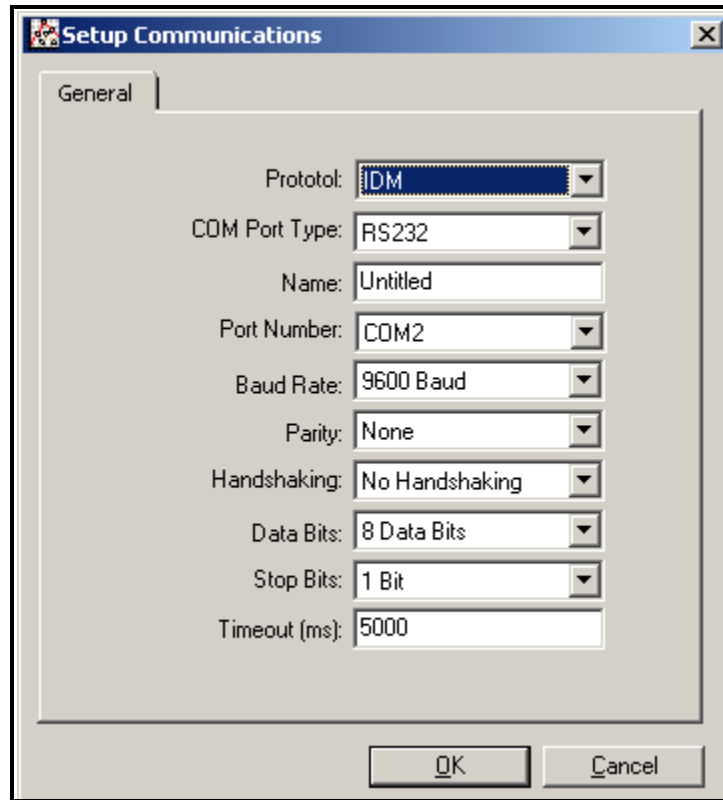 Setup Communications
General
Prototol: IDM
COM Port Type: RS232
Name: Untitled
Port Number: COM2
Baud Rate: 9600 Baud
Parity: None
Handshaking: No Handshaking
Data Bits: 8 Data Bits
Stop Bits: 1 Bit
Timeout (ms): 5000
OK Cancel